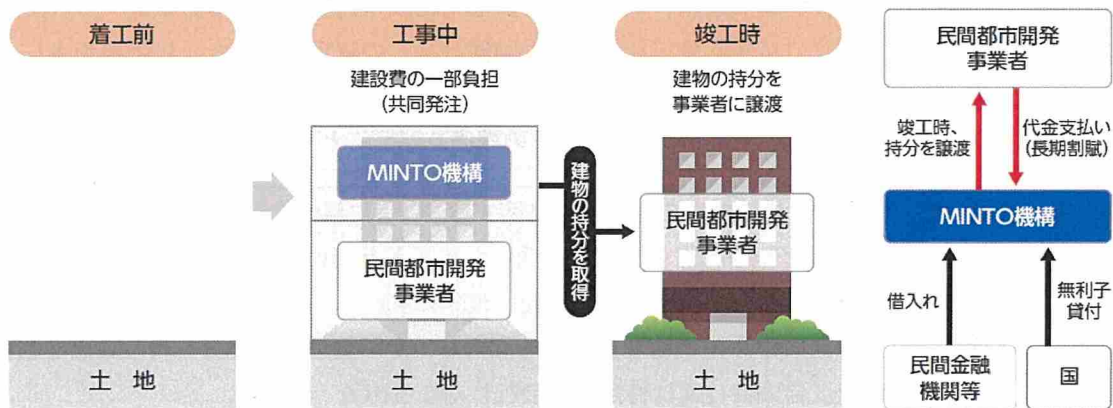 着工前
土 地
工事中
建設費の一部負担
(共同発注)
MINTO機構
民間都市開発
事業者
土 地
建物の持分を取得
竣工時
建物の持分を
事業者に譲渡
民間都市開発
事業者
土 地
民間都市開発
事業者
竣工時、
持分を譲渡
代金支払い
(長期割賦)
MINTO機構
借入れ
無利子
貸付
民間金融
機関等
国